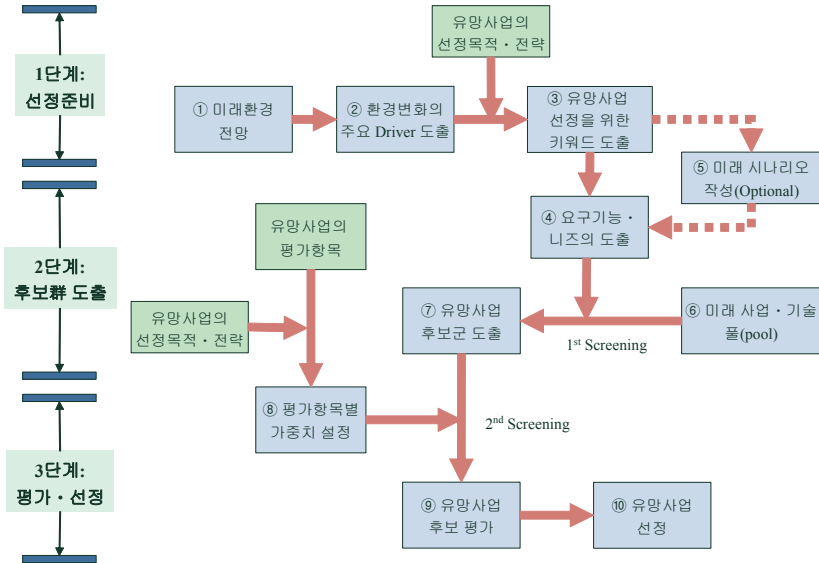 유망사업의
선정목적・전략
1단계:
선정준비
① 미래환경
전망
② 환경변화의
주요 Driver 도출
③ 유망사업
선정을 위한
키워드 도출
⑤ 미래 시나리오
작성(Optional)
유망사업의
평가항목
④ 요구기능・
니즈의 도출
2단계:
후보群 도출
유망사업의
선정목적・전략
⑦ 유망사업
후보군 도출
⑥ 미래 사업・기술
풀(pool)
1st Screening
⑧ 평가항목별
가중치 설정
2nd Screening
3단계:
평가・선정
⑨ 유망사업
후보 평가
⑩ 유망사업
선정